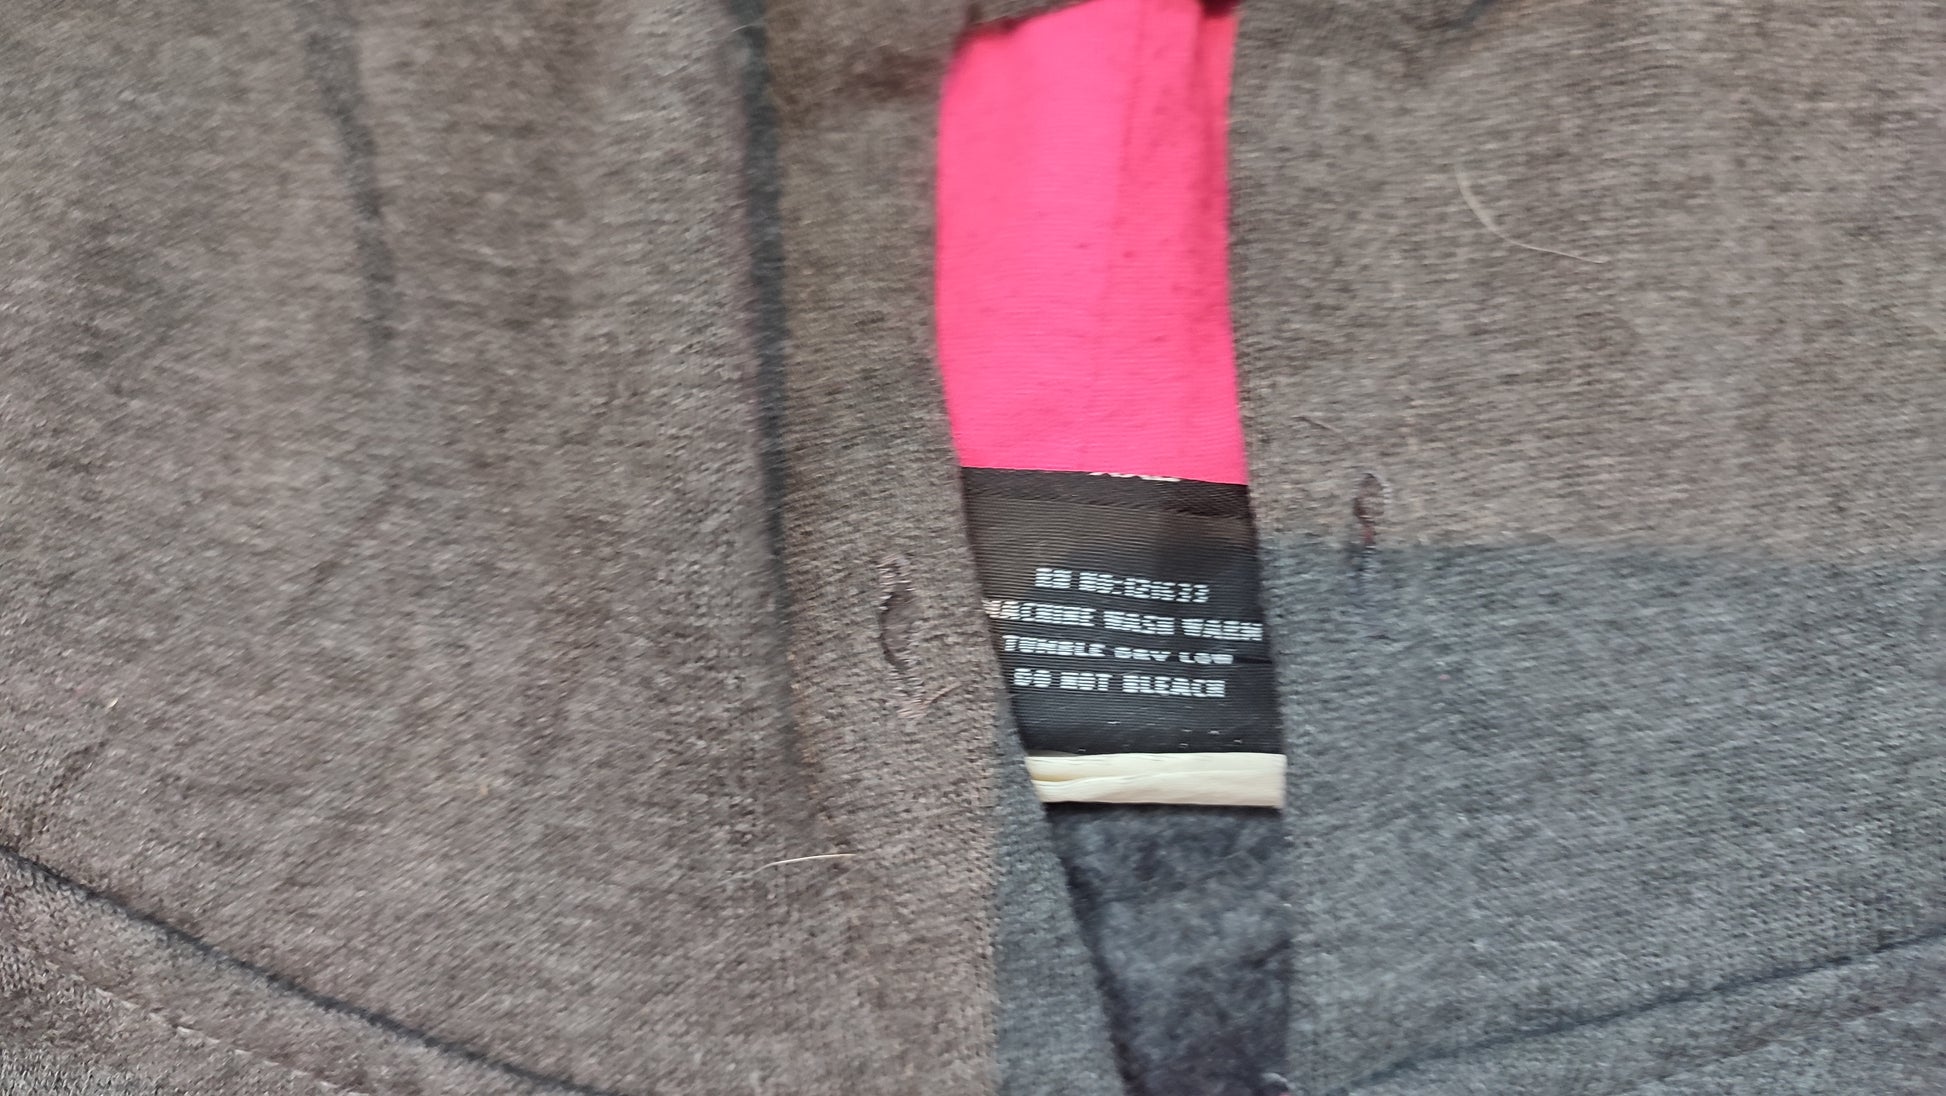 MACHINE WASH WARM
TUMBLE DRY LOW
DO NOT BLEACH